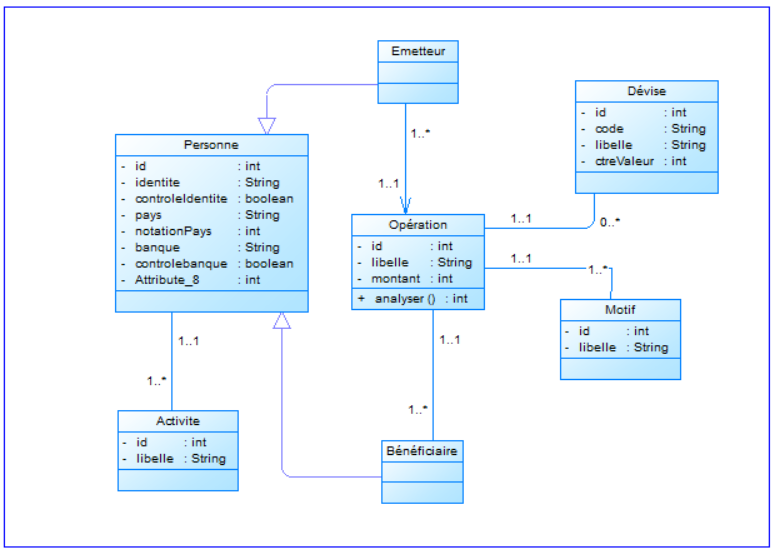 Emetteur
1..*
1..1
Dévise
- id : int
- code : String
- libelle : String
- ctreValeur : int
Personne
- id : int
- identite : String
- controleIdentite : boolean
- pays : String
- notationPays : int
- banque : String
- controlebanque : boolean
- Attribute_8 : int
Opération
- id : int
- libelle : String
- montant : int
+ analyser () : int
1..1
0..*
1..1
1..*
Motif
- id : int
- libelle : String
1..1
1..*
1..1
1..*
Activite
- id : int
- libelle : String
Bénéficiaire